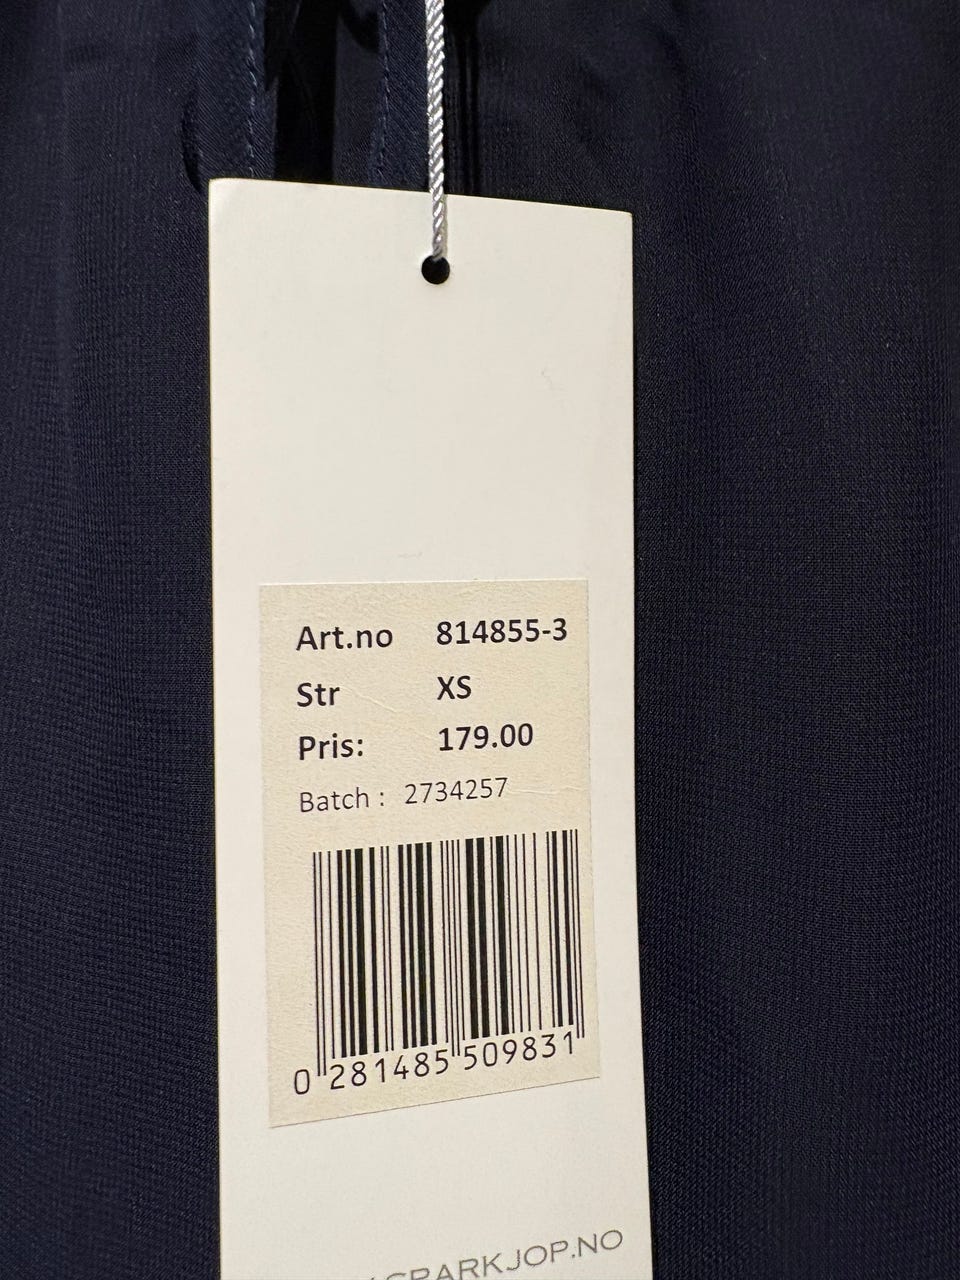 Art.no 814855-3
Str XS
Pris: 179.00
Batch : 2734257
0 281485 509831